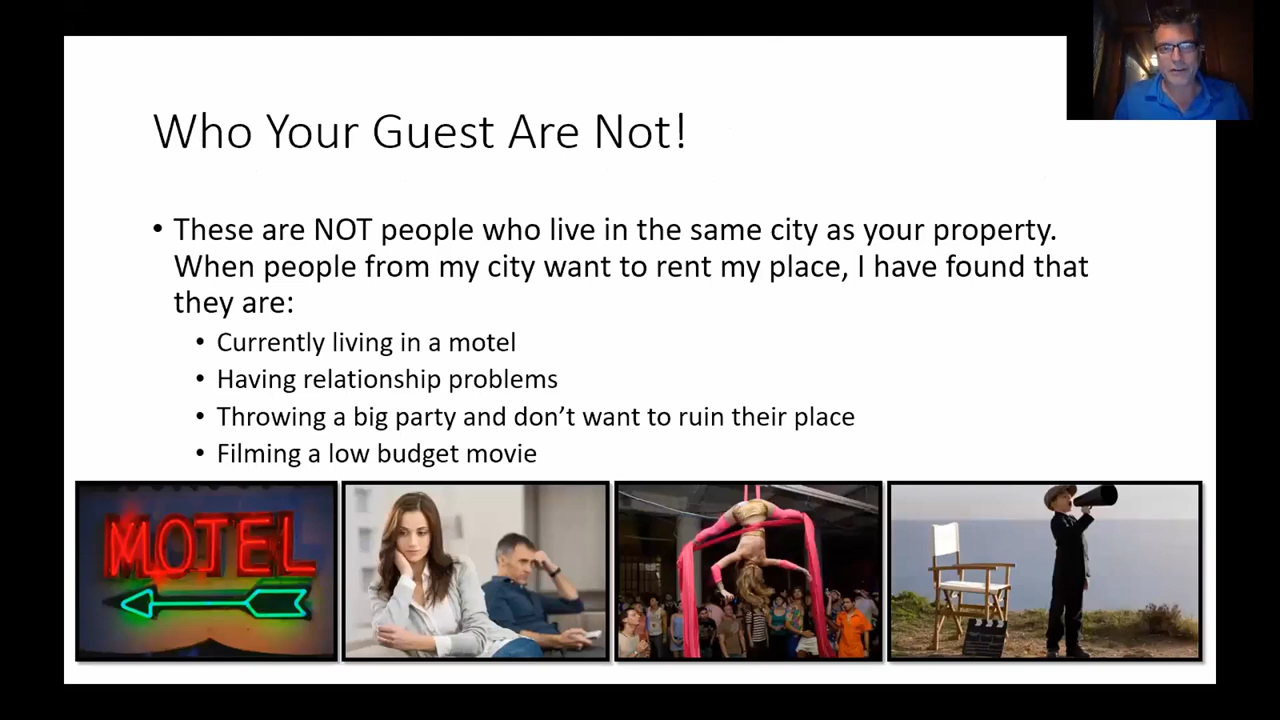 Who Your Guest Are Not!
• These are NOT people who live in the same city as your property.
When people from my city want to rent my place, I have found that
they are:
• Currently living in a motel
• Having relationship problems
• Throwing a big party and don’t want to ruin their place
• Filming a low budget movie
MOTEL